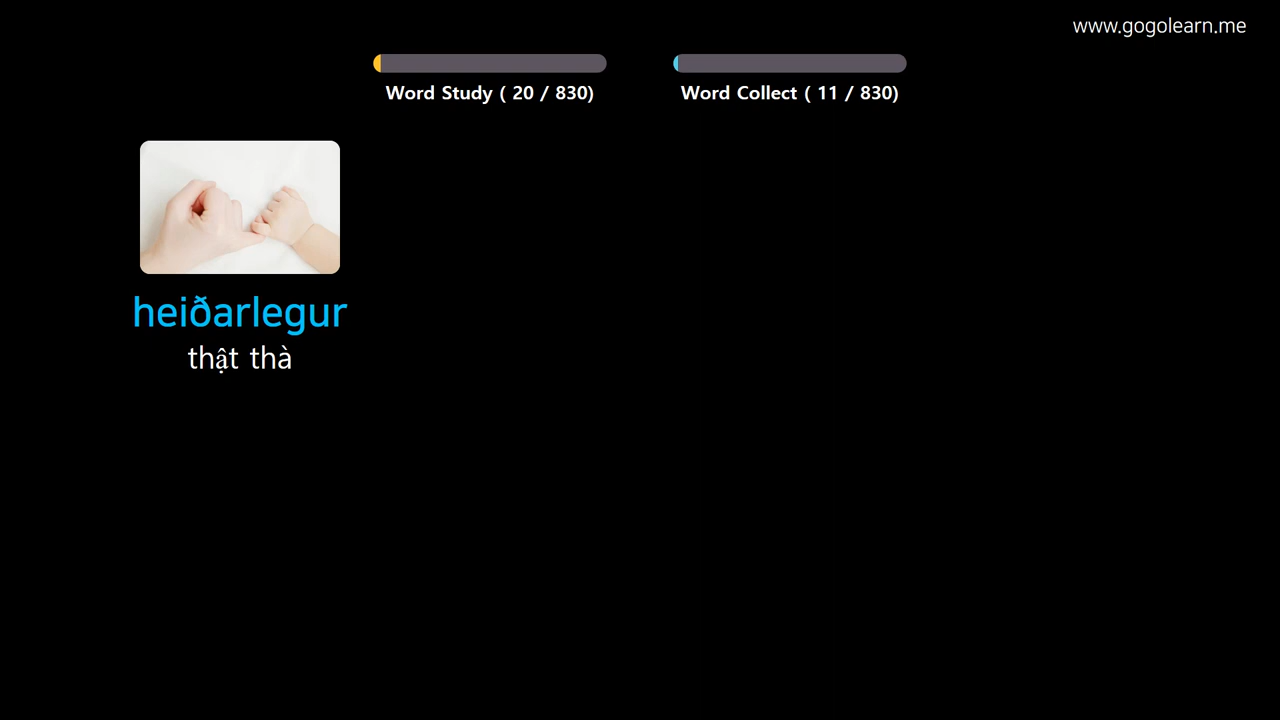 www.gogolearn.me
Word Study ( 20 / 830)
Word Collect ( 11 / 830)
heiðarlegur
thật thà